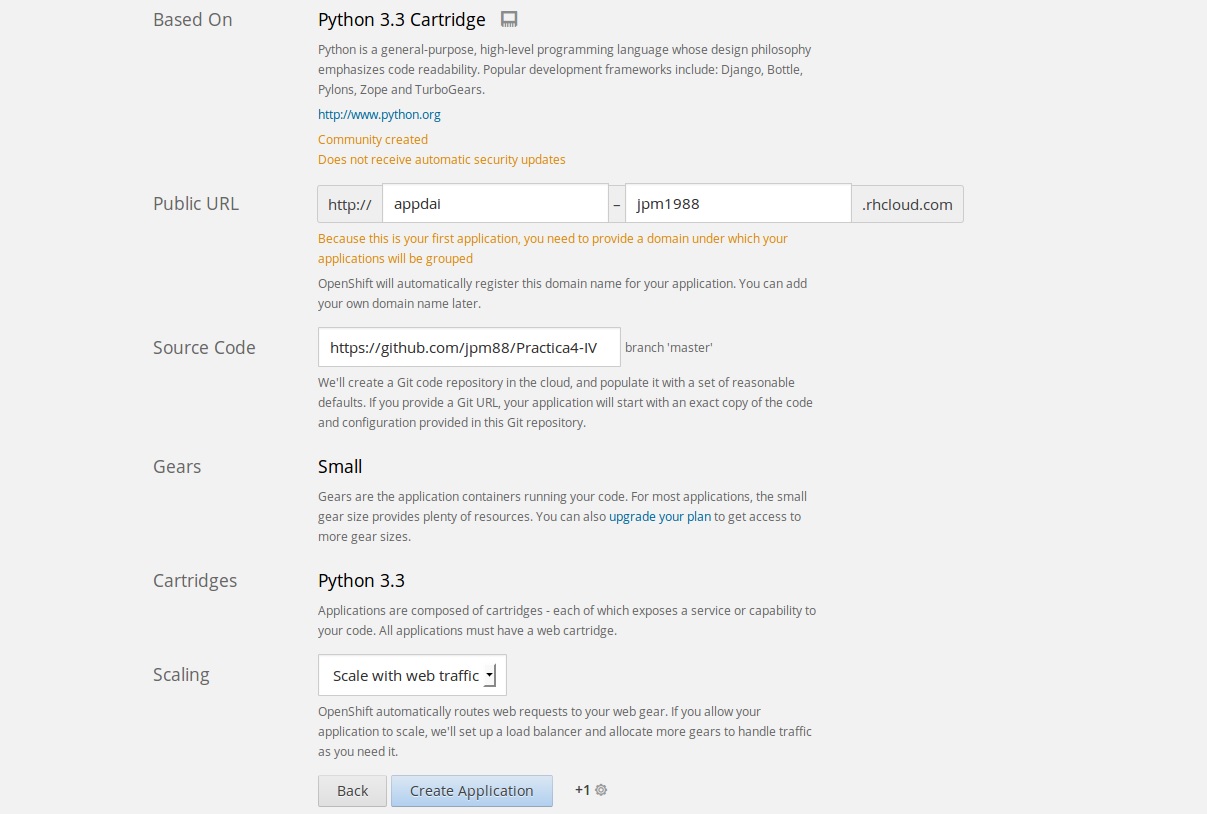 Based On
Python 3.3 Cartridge
Python is a general-purpose, high-level programming language whose design philosophy
emphasizes code readability. Popular development frameworks include: Django, Bottle,
Pylons, Zope and TurboGears.
http://www.python.org
Community created
Does not receive automatic security updates
Public URL
http:// appdai – jpm1988 .rhcloud.com
Because this is your first application, you need to provide a domain under which your
applications will be grouped
OpenShift will automatically register this domain name for your application. You can add
your own domain name later.
Source Code
https://github.com/jpm88/Practica4-IV branch 'master'
We'll create a Git code repository in the cloud, and populate it with a set of reasonable
defaults. If you provide a Git URL, your application will start with an exact copy of the code
and configuration provided in this Git repository.
Gears
Small
Gears are the application containers running your code. For most applications, the small
gear size provides plenty of resources. You can also upgrade your plan to get access to
more gear sizes.
Cartridges
Python 3.3
Applications are composed of cartridges - each of which exposes a service or capability to
your code. All applications must have a web cartridge.
Scaling
Scale with web traffic
OpenShift automatically routes web requests to your web gear. If you allow your
application to scale, we'll set up a load balancer and allocate more gears to handle traffic
as you need it.
Back Create Application +1